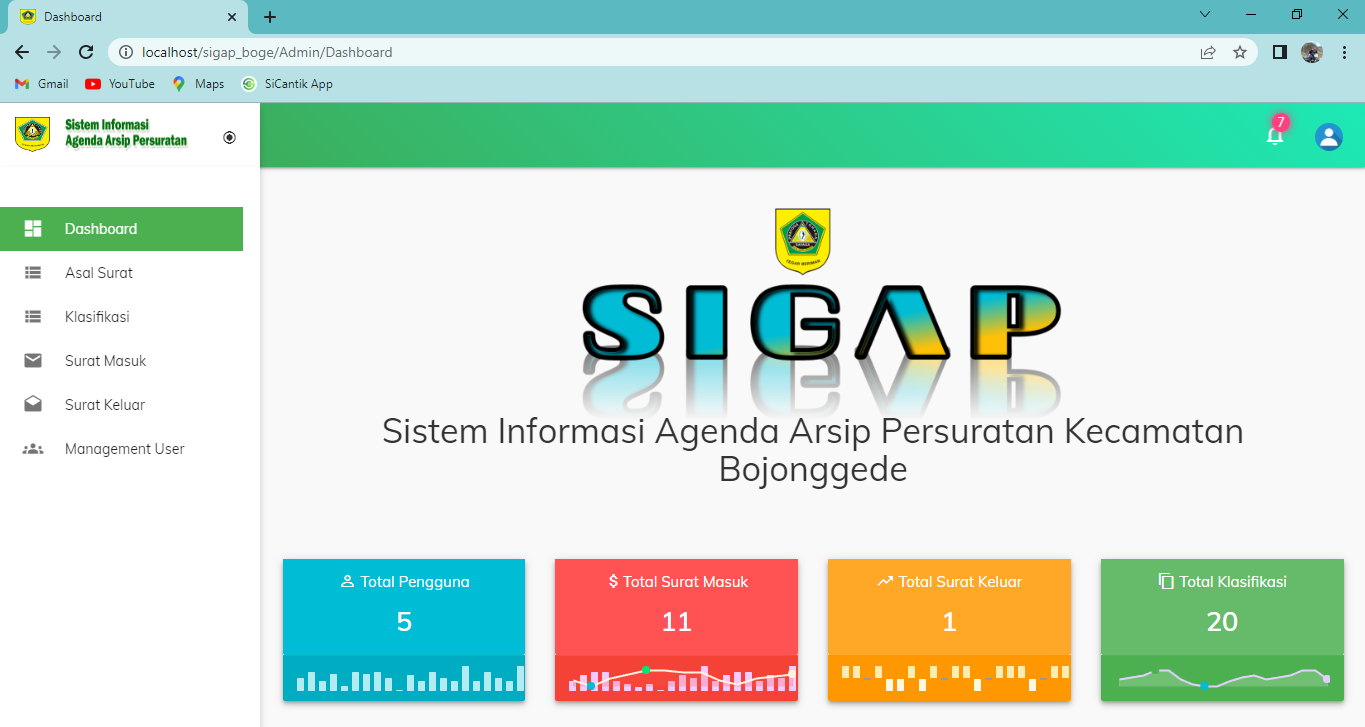 Dashboard
localhost/sigap_boge/Admin/Dashboard
Gmail
YouTube
Maps
SiCantik App
Sistem Informasi
Agenda Arsip Persuratan
7
Dashboard
Asal Surat
Klasifikasi
Surat Masuk
Surat Keluar
Management User
SIGAP
Sistem Informasi Agenda Arsip Persuratan Kecamatan
Bojonggede
Total Pengguna
5
$ Total Surat Masuk
11
Total Surat Keluar
1
Total Klasifikasi
20